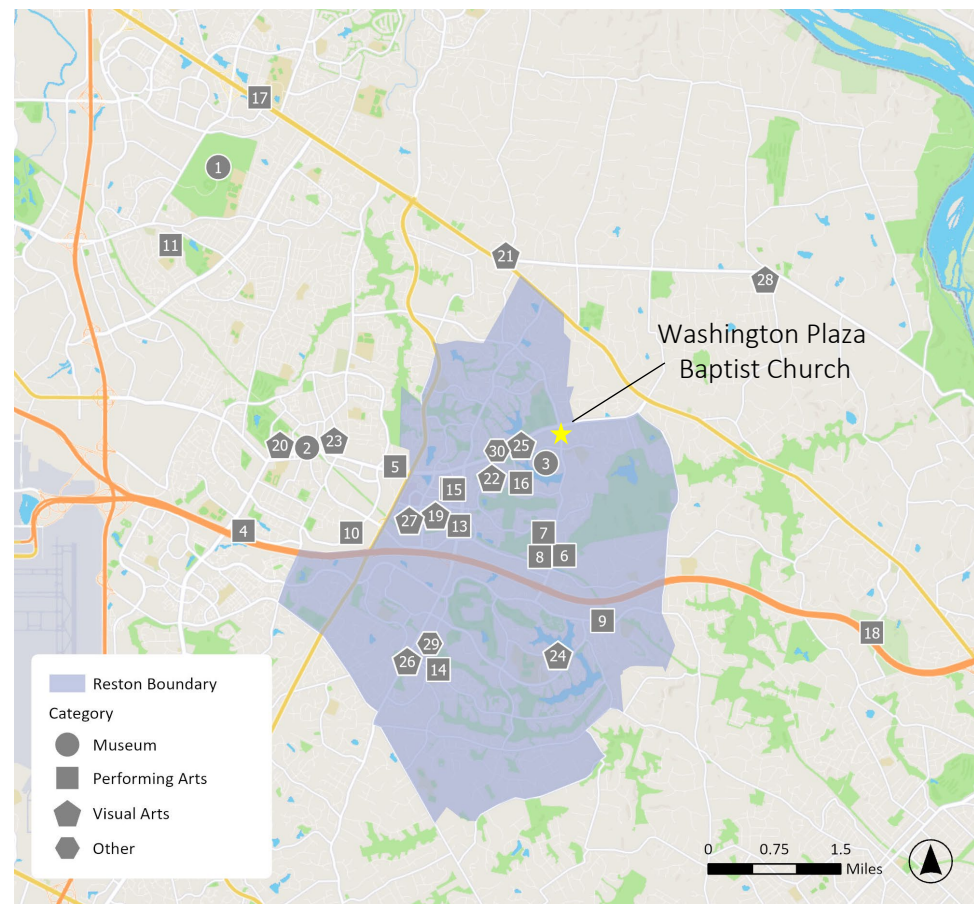 17
1
11
21
28
Washington Plaza
Baptist Church
20
2
23
5
30
25
3
22
16
15
27
19
13
4
10
7
8
6
9
18
29
26
14
24
Reston Boundary
Category
Museum
Performing Arts
Visual Arts
Other
0 0.75 1.5
Miles